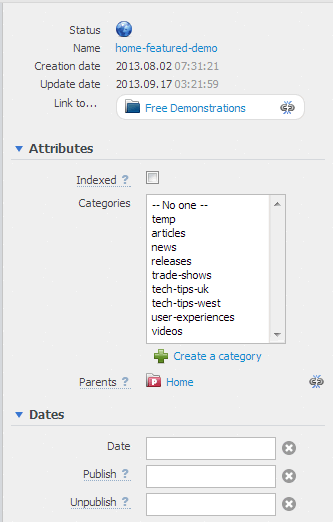 Status
Name home-featured-demo
Creation date 2013.08.02 07:31:21
Update date 2013.09.17 03:21:59
Link to... Free Demonstrations
Attributes
Indexed ?
Categories -- No one --
temp
articles
news
releases
trade-shows
tech-tips-uk
tech-tips-west
user-experiences
videos
Create a category
Parents ? P Home
Dates
Date
Publish ?
Unpublish ?